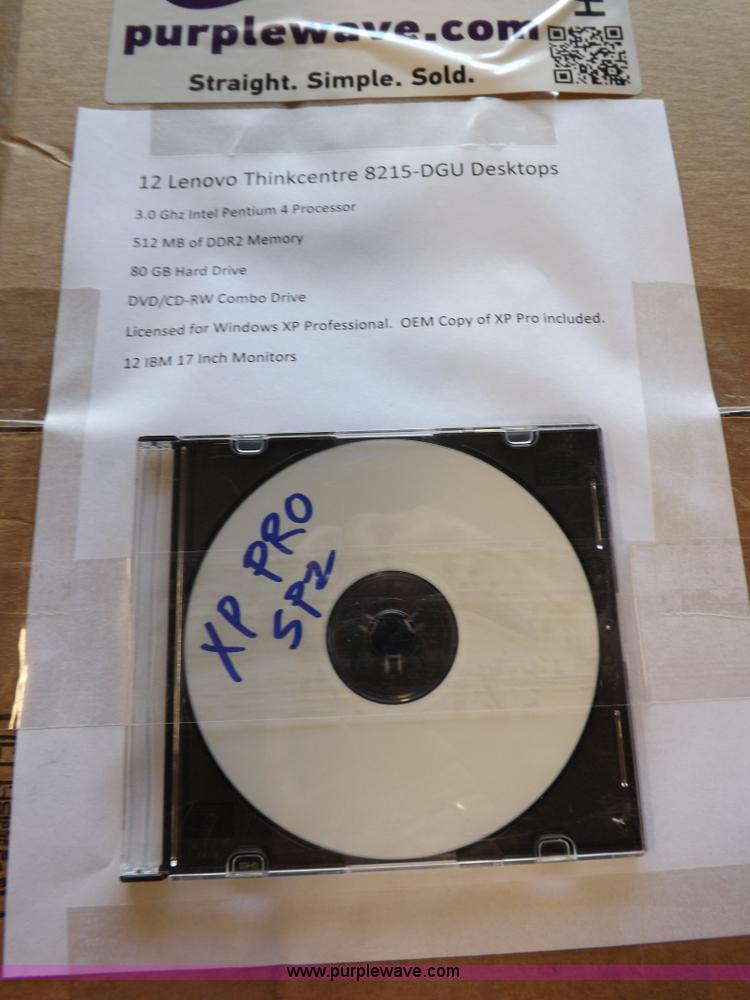 purplewave.com
Straight. Simple. Sold.
12 Lenovo Thinkcentre 8215-DGU Desktops
3.0 Ghz Intel Pentium 4 Processor
512 MB of DDR2 Memory
80 GB Hard Drive
DVD/CD-RW Combo Drive
Licensed for Windows XP Professional. OEM Copy of XP Pro included.
12 IBM 17 Inch Monitors
XP PRO
SP2
www.purplewave.com